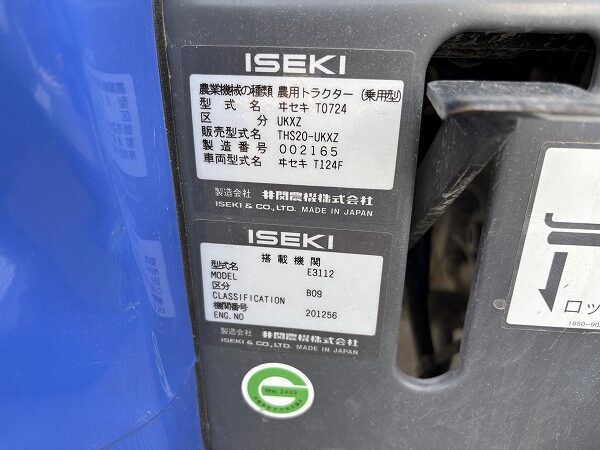 ISEKI
農業機械の種類 農用トラクター (乗用型)
型式名 ヰセキ T0724
区分 UKXZ
販売型式名 THS20-UKXZ
製造番号 002165
車両型式名 ヰセキ T124F
製造会社 井関農機株式会社
ISEKI & CO., LTD. MADE IN JAPAN
ISEKI
搭載機関
型式名
MODEL E3112
区分
CLASSIFICATION B09
機関番号
ENG.NO 201256
製造会社 井関農機株式会社
ISEKI & CO., LTD. MADE IN JAPAN
ロッ
1650-90